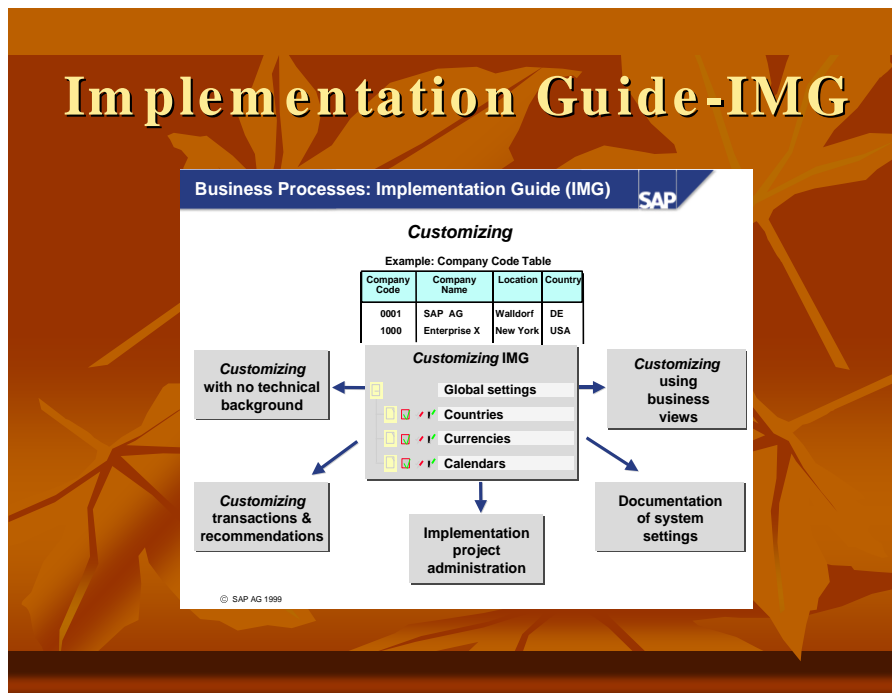 Implementation Guide-IMG
Business Processes: Implementation Guide (IMG)
SAP
Customizing
Example: Company Code Table
Company Code Company Name Location Country
0001 SAP AG Walldorf DE
1000 Enterprise X New York USA
Customizing IMG
Global settings
Countries
Currencies
Calendars
Customizing
with no technical
background
Customizing
using
business
views
Customizing
transactions &
recommendations
Implementation
project
administration
Documentation
of system
settings
© SAP AG 1999